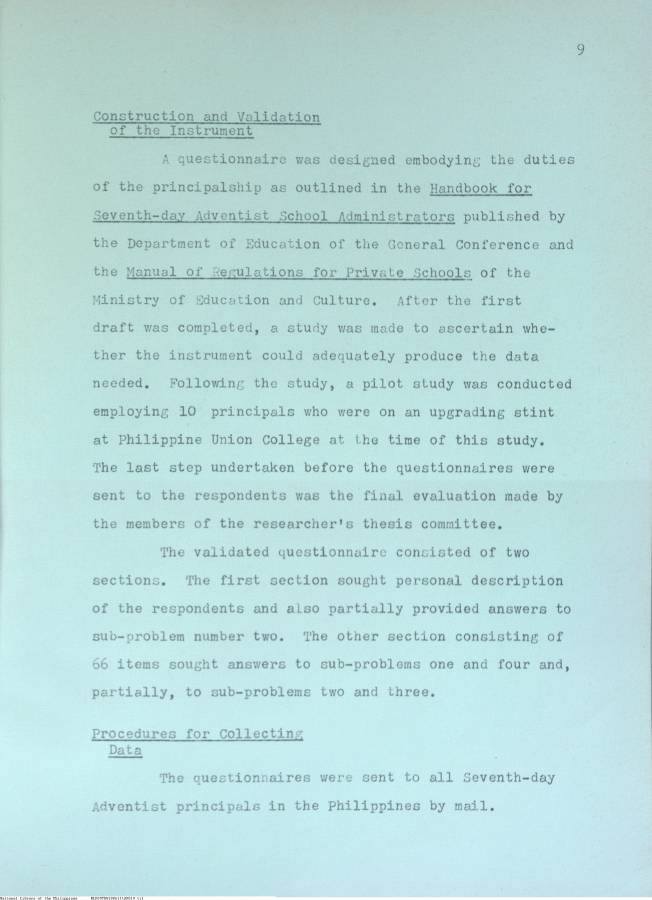 9
Construction and Validation
of the Instrument
A questionnaire was designed embodying the duties
of the principalship as outlined in the Handbook for
Seventh-day Adventist School Administrators published by
the Department of Education of the General Conference and
the Manual of Regulations for Private Schools of the
Ministry of Education and Culture. After the first
draft was completed, a study was made to ascertain whe-
ther the instrument could adequately produce the data
needed. Following the study, a pilot study was conducted
employing 10 principals who were on an upgrading stint
at Philippine Union College at the time of this study.
The last step undertaken before the questionnaires were
sent to the respondents was the final evaluation made by
the members of the researcher's thesis committee.
The validated questionnaire consisted of two
sections. The first section sought personal description
of the respondents and also partially provided answers to
sub-problem number two. The other section consisting of
66 items sought answers to sub-problems one and four and,
partially, to sub-problems two and three.
Procedures for Collecting
Data
The questionnaires were sent to all Seventh-day
Adventist principals in the Philippines by mail.
National Library of the Philippines